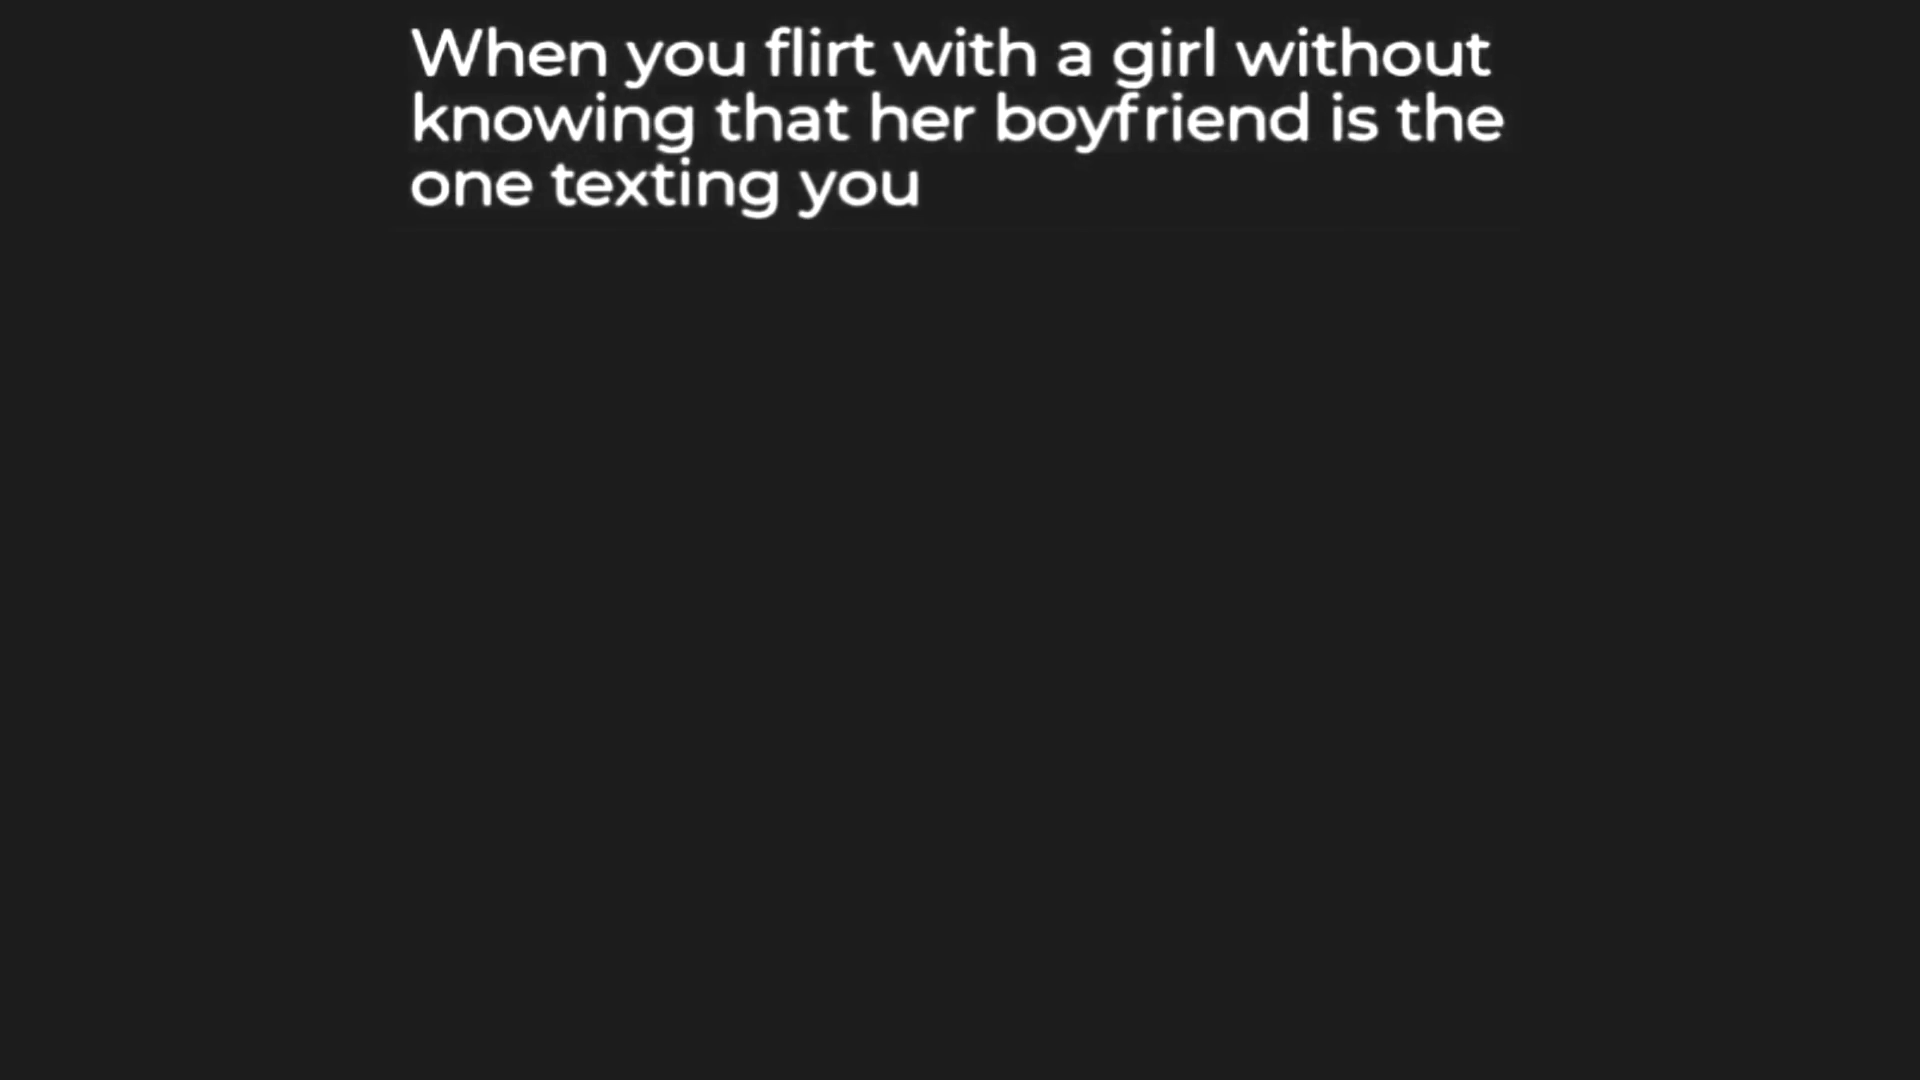 When you flirt with a girl without
knowing that her boyfriend is the
one texting you